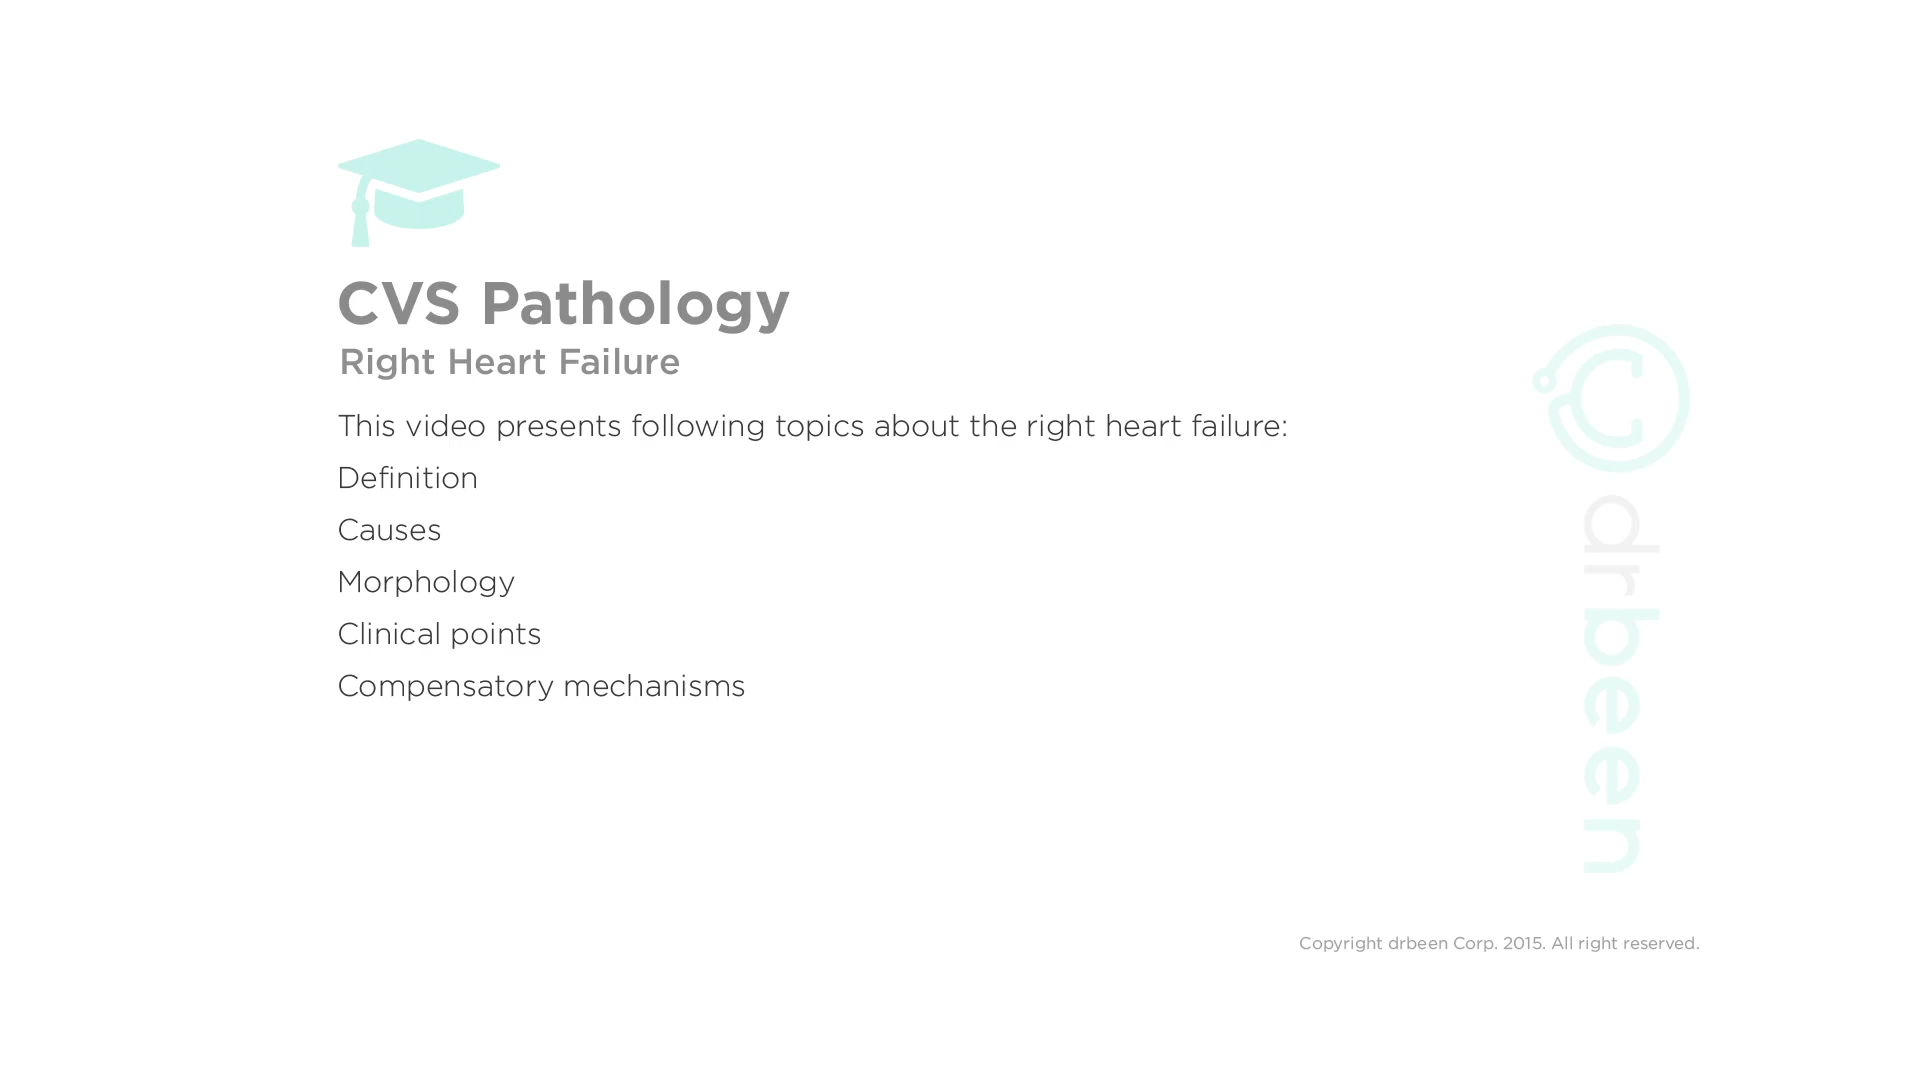 CVS Pathology
Right Heart Failure
This video presents following topics about the right heart failure:
Definition
Causes
Morphology
Clinical points
Compensatory mechanisms
drbeen
Copyright drbeen Corp. 2015. All right reserved.